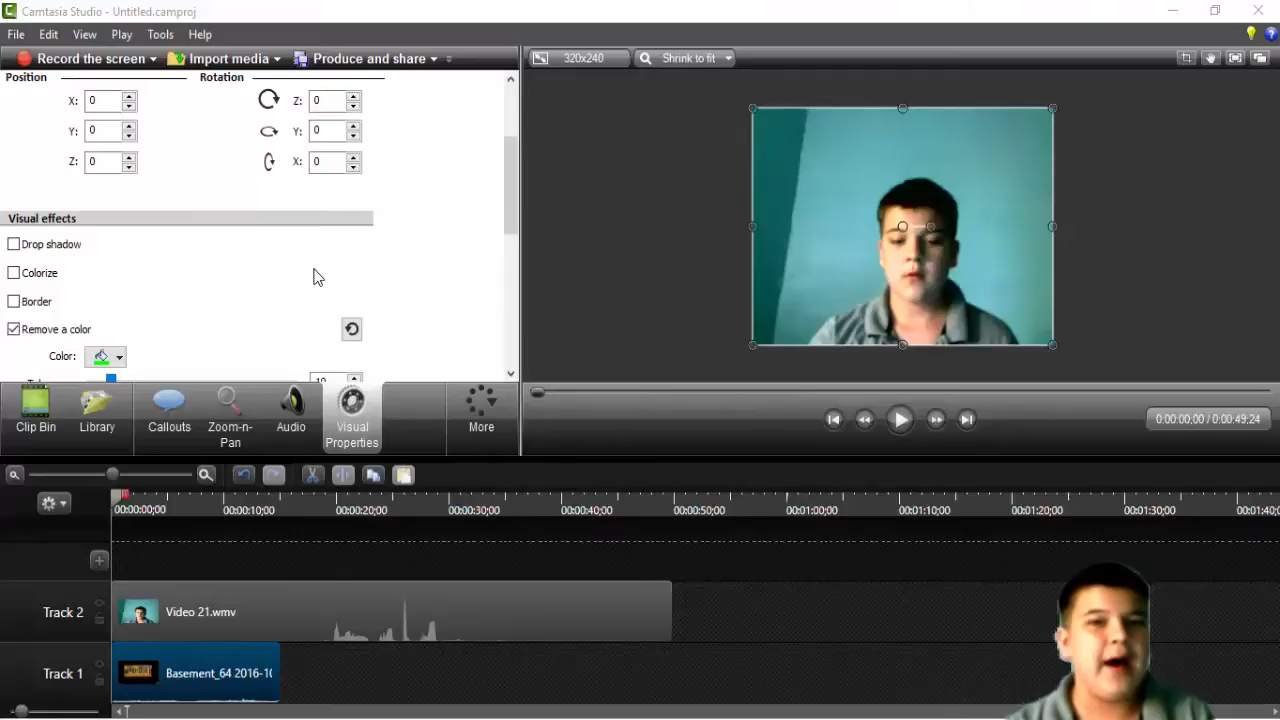 Camtasia Studio - Untitled.camproj
File Edit View Play Tools Help
Record the screen Import media Produce and share 320x240 Shrink to fit
Position Rotation
X: 0 Z: 0
Y: 0 Y: 0
Z: 0 X: 0
Visual effects
Drop shadow
Colorize
Border
Remove a color
Color:
Clip Bin Library Callouts Zoom-n-Pan Audio Visual Properties More
0:00:00;00 / 0:00:49;24
00:00:00;00 00:00:10;00 00:00:20;00 00:00:30;00 00:00:40;00 00:00:50;00 00:01:00;00 00:01:10;00 00:01:20;00 00:01:30;00 00:01:40;0
Track 2 Video 21.wmv
Track 1 Basement_64 2016-10